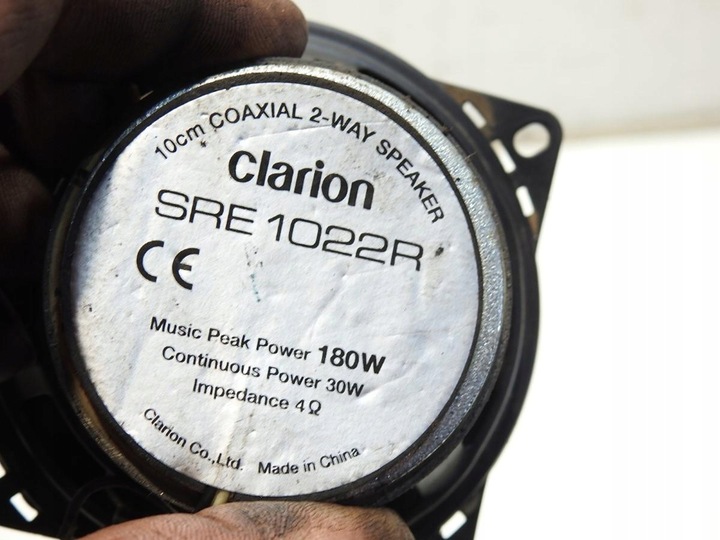 10cm COAXIAL 2-WAY SPEAKER
Clarion
SRE 1022R
CE
Music Peak Power 180W
Continuous Power 30W
Impedance 4Ω
Clarion Co.,Ltd. Made in China